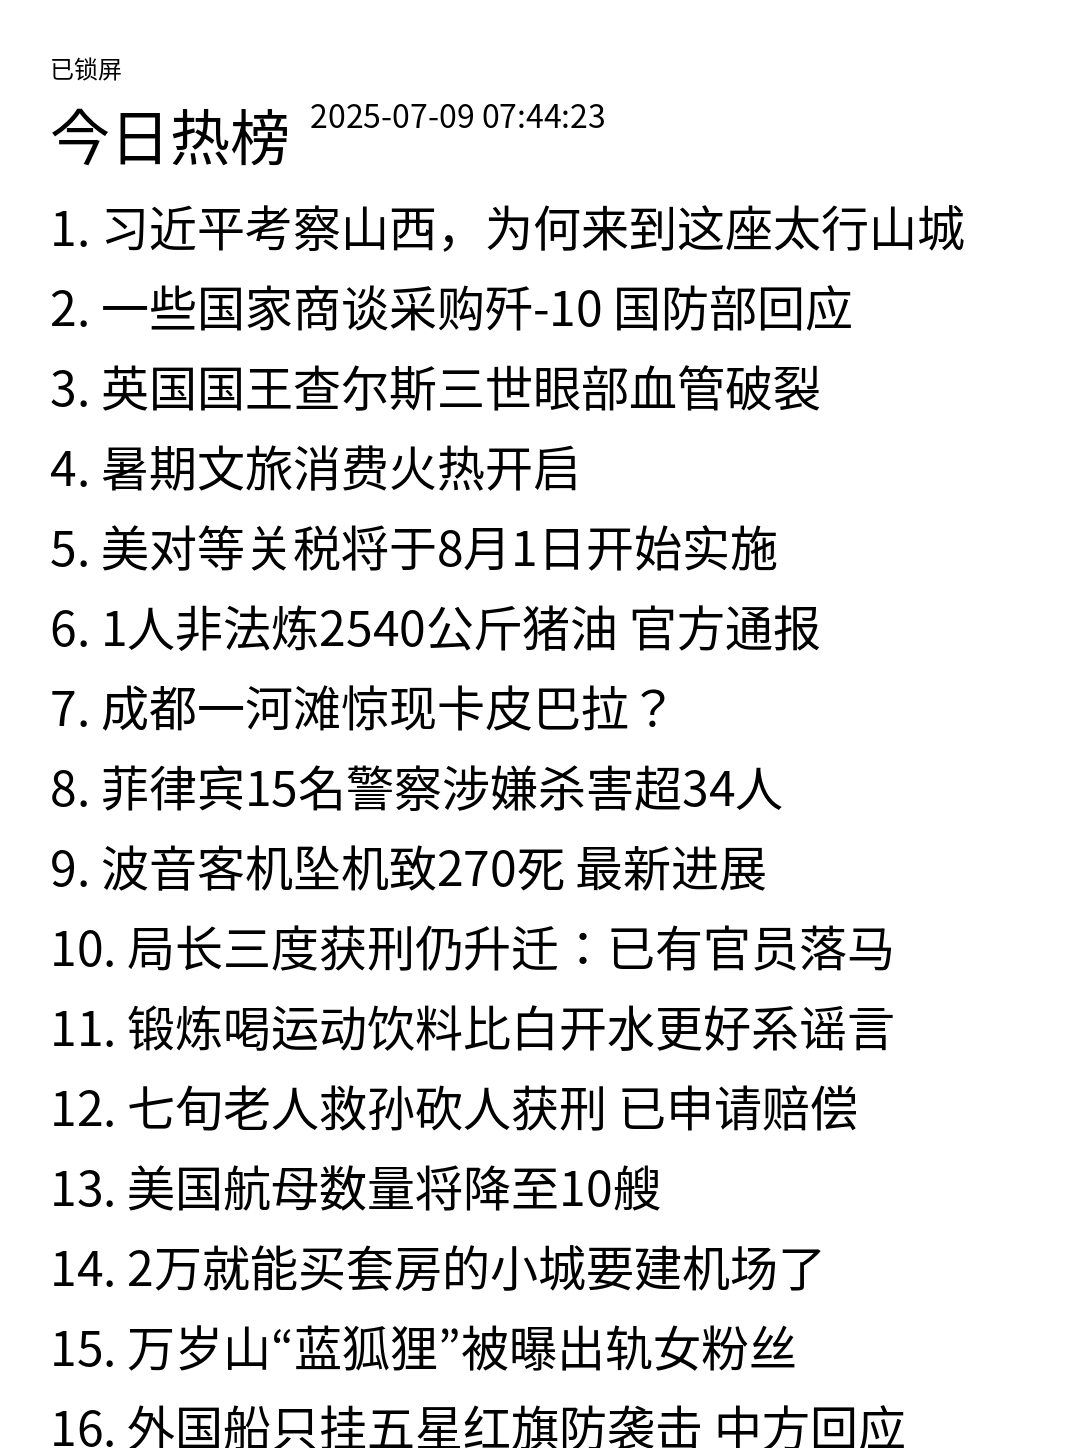 已锁屏
今日热榜 2025-07-09 07:44:23
1. 习近平考察山西，为何来到这座太行山城
2. 一些国家商谈采购歼-10 国防部回应
3. 英国国王查尔斯三世眼部血管破裂
4. 暑期文旅消费火热开启
5. 美对等关税将于8月1日开始实施
6. 1人非法炼2540公斤猪油 官方通报
7. 成都一河滩惊现卡皮巴拉？
8. 菲律宾15名警察涉嫌杀害超34人
9. 波音客机坠机致270死 最新进展
10. 局长三度获刑仍升迁：已有官员落马
11. 锻炼喝运动饮料比白开水更好系谣言
12. 七旬老人救孙砍人获刑 已申请赔偿
13. 美国航母数量将降至10艘
14. 2万就能买套房的小城要建机场了
15. 万岁山“蓝狐狸”被曝出轨女粉丝
16. 外国船只挂五星红旗防袭击 中方回应